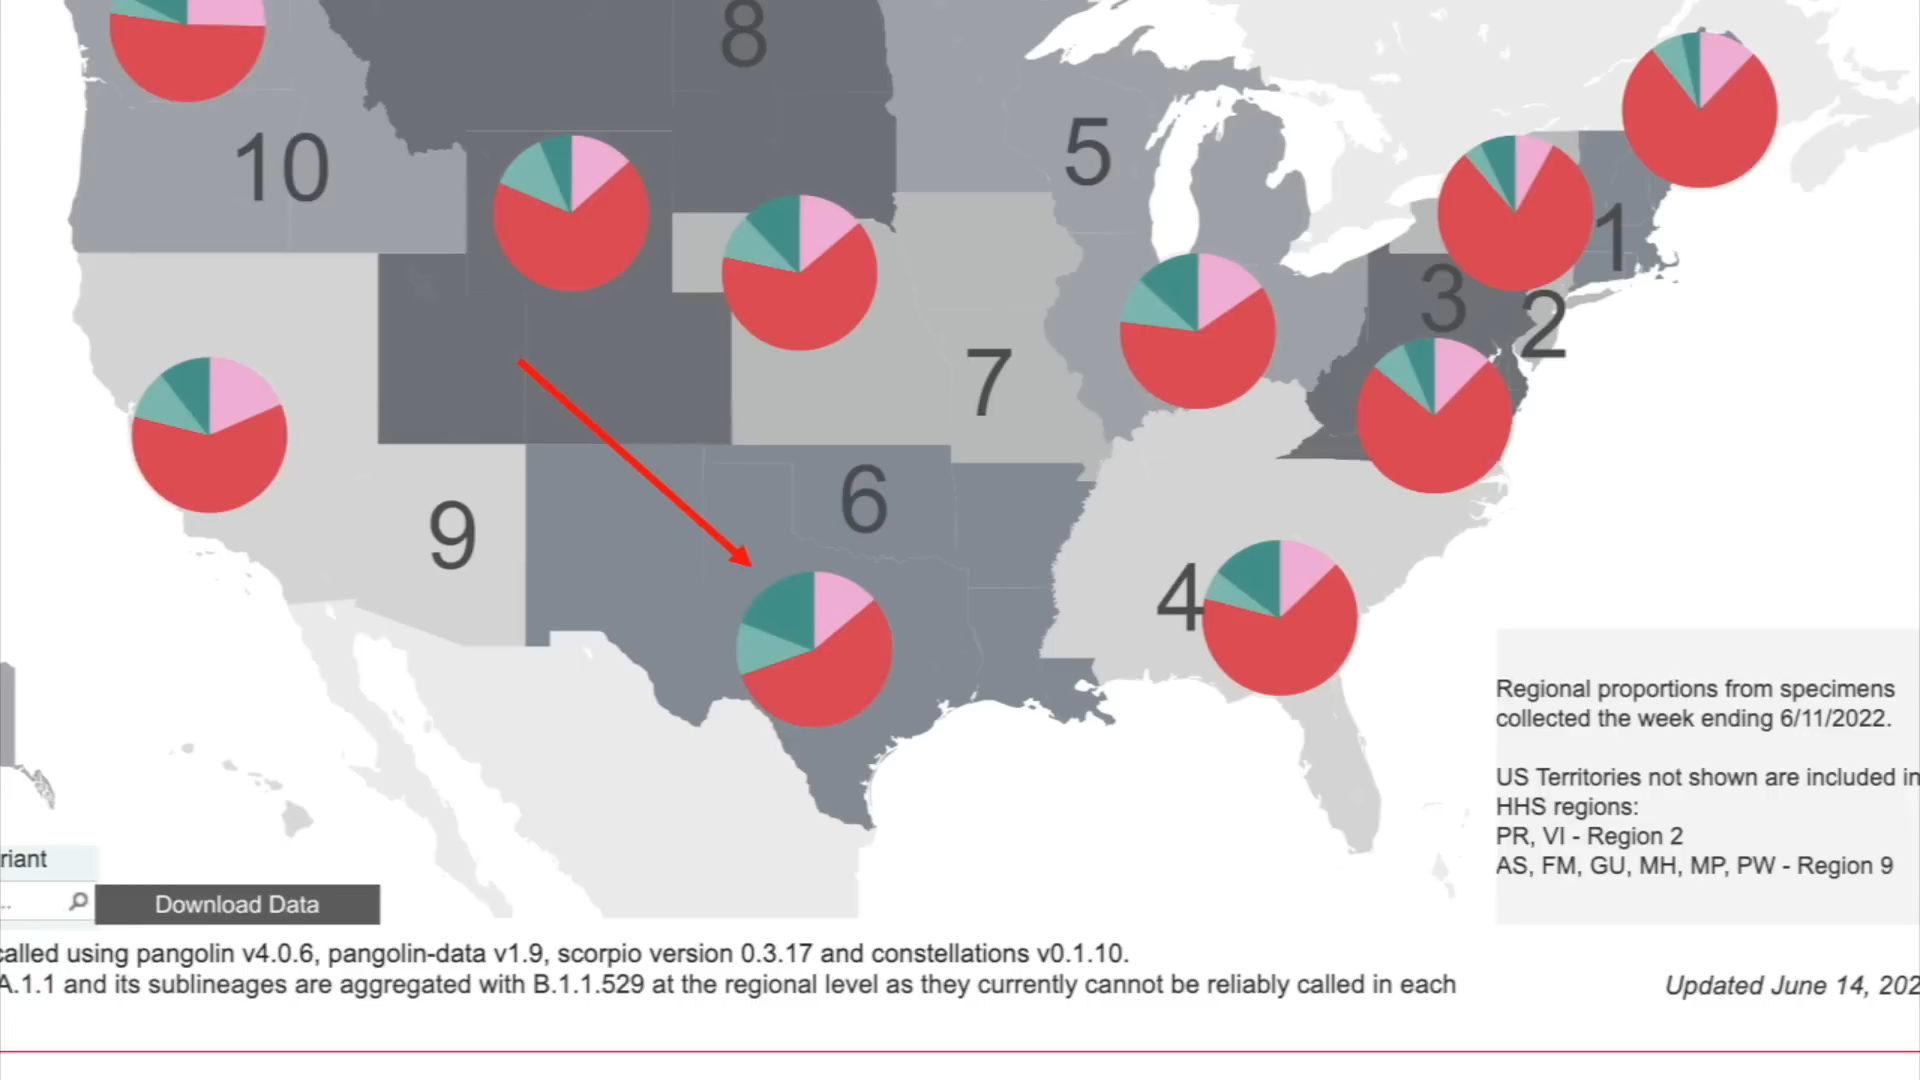 8
10
5
1
3
2
7
6
9
4
Regional proportions from specimens
collected the week ending 6/11/2022.
US Territories not shown are included in
HHS regions:
PR, VI - Region 2
AS, FM, GU, MH, MP, PW - Region 9
riant
..
Download Data
called using pangolin v4.0.6, pangolin-data v1.9, scorpio version 0.3.17 and constellations v0.1.10.
A.1.1 and its sublineages are aggregated with B.1.1.529 at the regional level as they currently cannot be reliably called in each
Updated June 14, 202